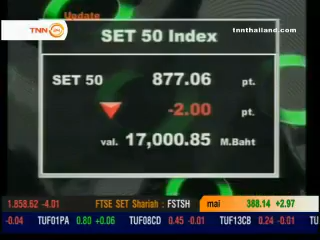 Update
TNN 24
tnnthailand.com
SET 50 Index
SET 50 877.06 pt.
-2.00 pt.
val. 17,000.85 M.Baht
1,858.62 -4.01 FTSE SET Shariah : FSTSH mai 388.14 +2.97
-0.04 TUF01PA 0.80 +0.06 TUF08CD 0.45 -0.01 TUF13CB 0.24 -0.01 TUS